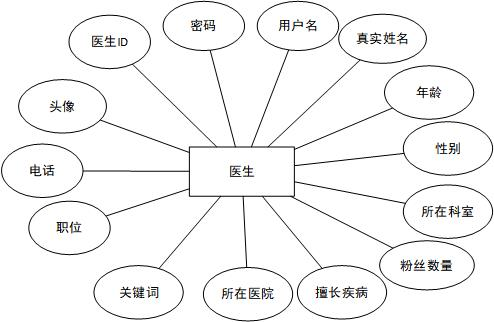 密码
用户名
医生ID
真实姓名
年龄
头像
性别
电话
医生
职位
所在科室
粉丝数量
关键词
所在医院
擅长疾病